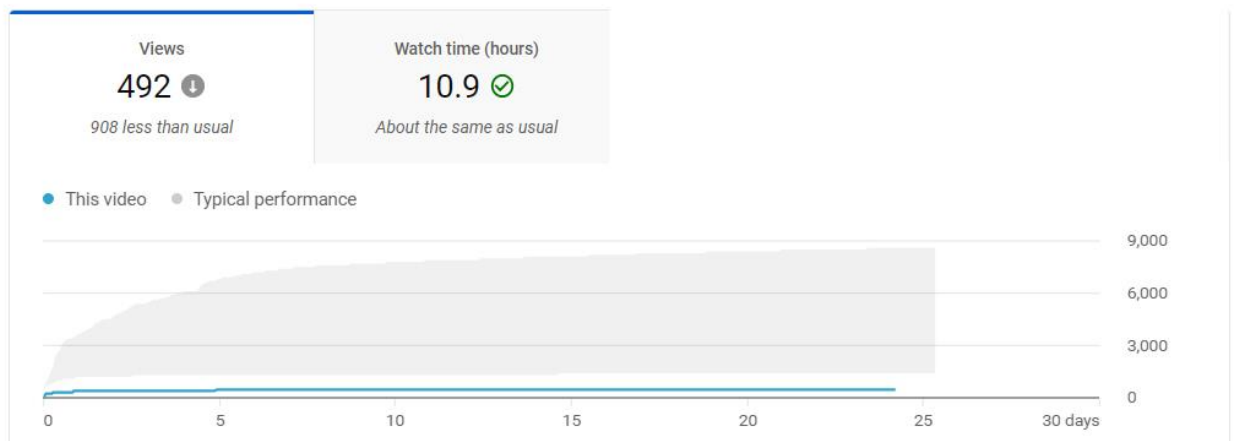 Views
492
908 less than usual
Watch time (hours)
10.9
About the same as usual
This video
Typical performance
9,000
6,000
3,000
0
0 5 10 15 20 25 30 days